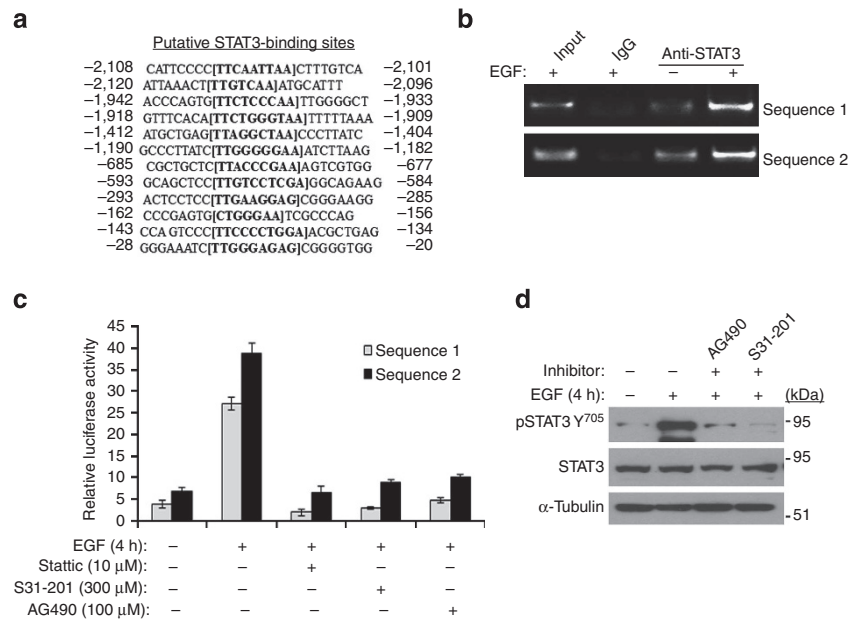 a
Putative STAT3-binding sites
–2,108 CATTCCCC[TTCAATTAA]CTTTGTCA –2,101
–2,120 ATTAAACT[TTGTCAA]ATGCATTT –2,096
–1,942 ACCCAGTG[TTCTCCCAA]TTGGGGCT –1,933
–1,918 GTTTCACA[TTCTGGGTAA]TTTTTAAA –1,909
–1,412 ATGCTGAG[TTAGGCTAA]CCCTTATC –1,404
–1,190 GCCCTTATC[TTGGGGGAA]ATCTTAAG –1,182
–685 CGCTGCTC[TTACCCGAA]AGTCGTGG –677
–593 GCAGCTCC[TTGTCCTCGA]GGCAGAAG –584
–293 ACTCCTCC[TTGAAGGAG]CGGGAAGG –285
–162 CCCGAGTG[CTGGGAA]TCGCCCAG –156
–143 CCA GTCCC[TTCCCCTGGA]ACGCTGAG –134
–28 GGGAAATC[TTGGGAGAG]CGGGGTGG –20
b
Input IgG Anti-STAT3
EGF: + + – +
Sequence 1
Sequence 2
c
Relative luciferase activity
45
40
35
30
25
20
15
10
5
0
Sequence 1
Sequence 2
EGF (4 h): – + + + +
Stattic (10 μM): – – + – –
S31-201 (300 μM): – – – + –
AG490 (100 μM): – – – – +
d
AG490 S31-201
Inhibitor: – – + +
EGF (4 h): – + + + (kDa)
pSTAT3 Y705 -95
STAT3 -95
α-Tubulin -51